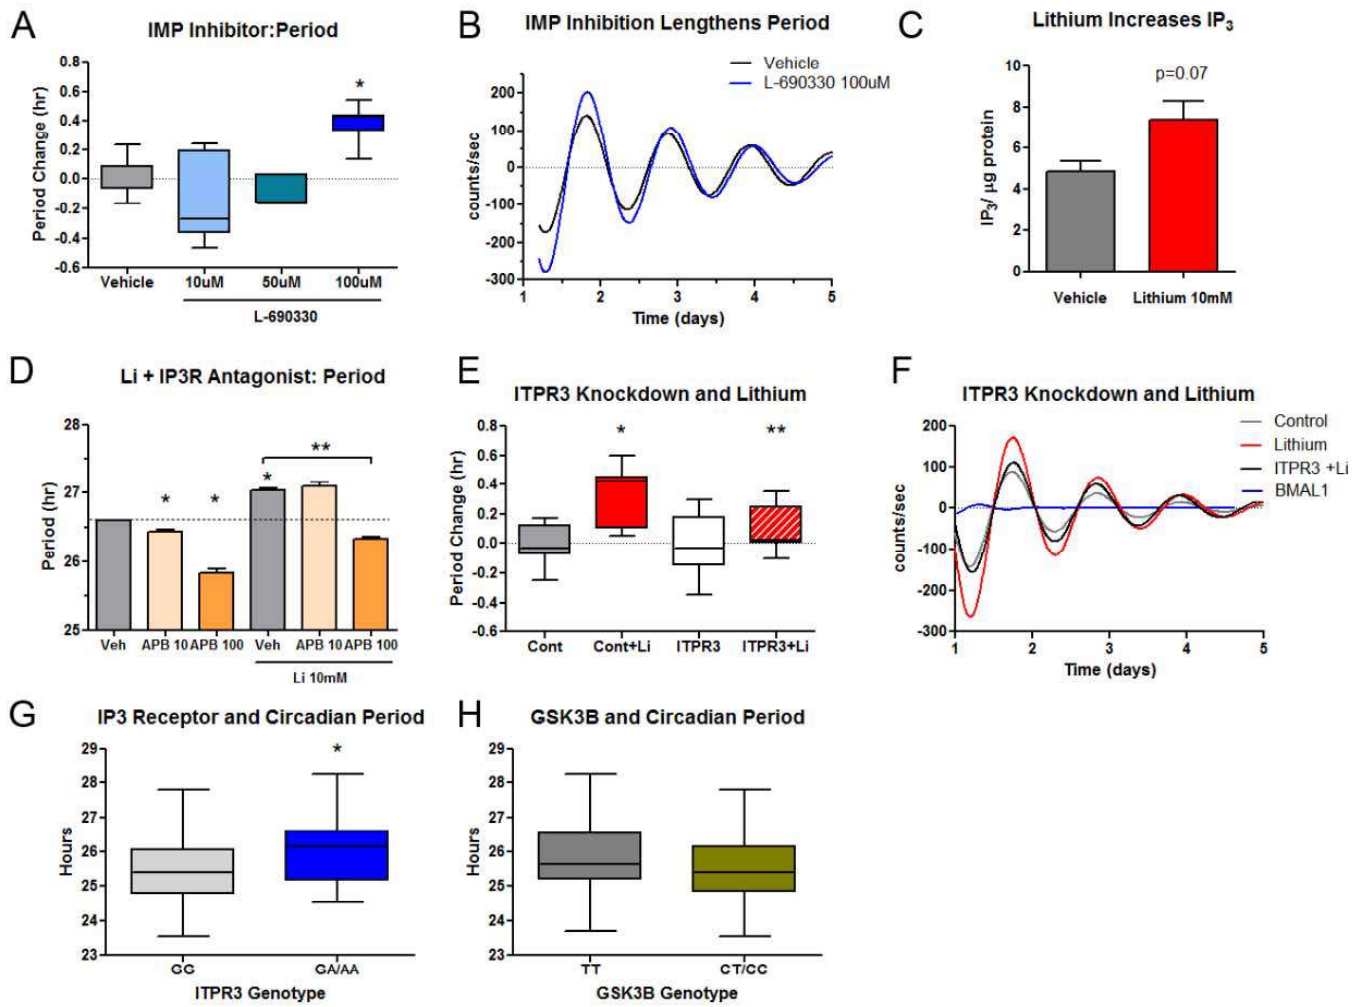 A
IMP Inhibitor:Period
Period Change (hr)
0.8
0.6
0.4
0.2
0.0
-0.2
-0.4
-0.6
*
Vehicle 10uM 50uM 100uM
L-690330
B
IMP Inhibition Lengthens Period
Vehicle
L-690330 100uM
counts/sec
200
100
0
-100
-200
-300
1 2 3 4 5
Time (days)
C
Lithium Increases IP₃
p=0.07
IP₃/ µg protein
10
8
6
4
2
0
Vehicle Lithium 10mM
D
Li + IP3R Antagonist: Period
Period (hr)
28
27
26
25
* * * **
Veh APB 10 APB 100 Veh APB 10 APB 100
Li 10mM
E
ITPR3 Knockdown and Lithium
Period Change (hr)
0.8
0.6
0.4
0.2
0.0
-0.2
-0.4
-0.6
* **
Cont Cont+Li ITPR3 ITPR3+Li
F
ITPR3 Knockdown and Lithium
Control
Lithium
ITPR3 +Li
BMAL1
counts/sec
200
100
0
-100
-200
-300
1 2 3 4 5
Time (days)
G
IP3 Receptor and Circadian Period
Hours
29
28
27
26
25
24
23
*
GG GA/AA
ITPR3 Genotype
H
GSK3B and Circadian Period
Hours
29
28
27
26
25
24
23
TT CT/CC
GSK3B Genotype